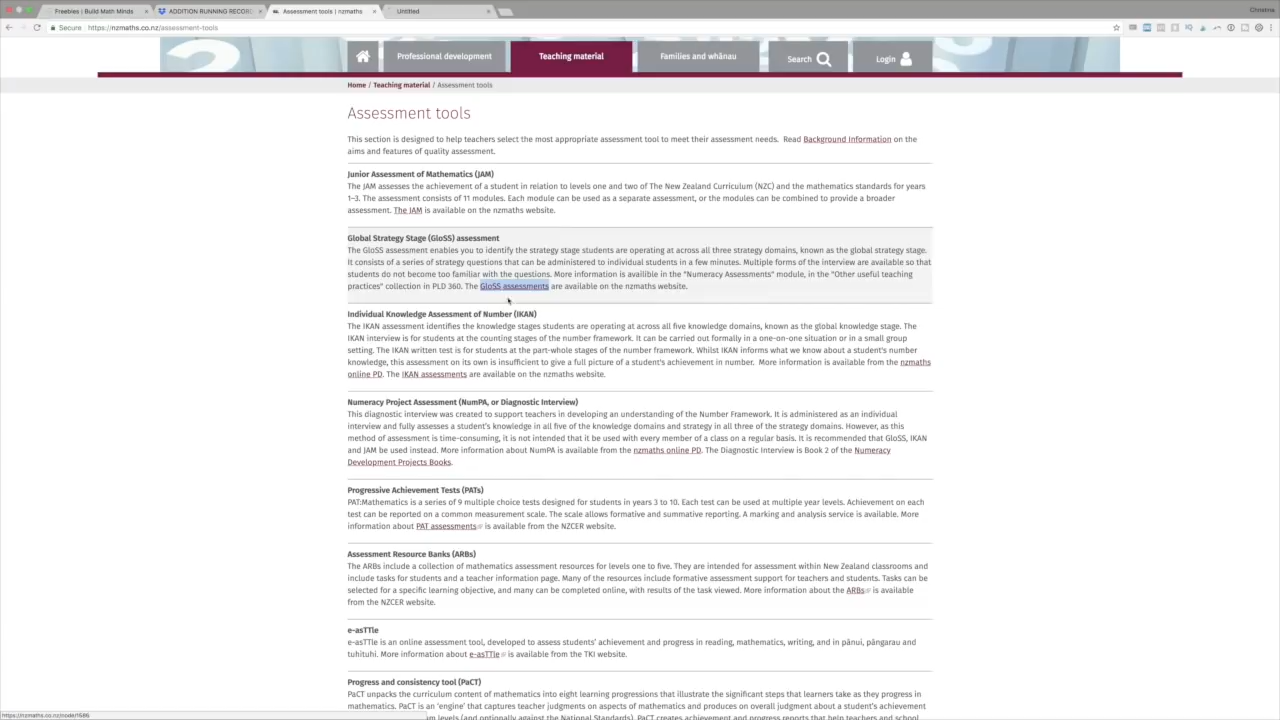 Freebies | Build Math Minds
ADDITION RUNNING RECORD
Assessment tools | nzmaths
Untitled
Christina
Secure
https://nzmaths.co.nz/assessment-tools
Professional development
Teaching material
Families and whānau
Search
Login
Home / Teaching material / Assessment tools
Assessment tools
This section is designed to help teachers select the most appropriate assessment tool to meet their assessment needs. Read Background Information on the
aims and features of quality assessment.
Junior Assessment of Mathematics (JAM)
The JAM assesses the achievement of a student in relation to levels one and two of The New Zealand Curriculum (NZC) and the mathematics standards for years
1–3. The assessment consists of 11 modules. Each module can be used as a separate assessment, or the modules can be combined to provide a broader
assessment. The JAM is available on the nzmaths website.
Global Strategy Stage (GloSS) assessment
The GloSS assessment enables you to identify the strategy stage students are operating at across all three strategy domains, known as the global strategy stage.
It consists of a series of strategy questions that can be administered to individual students in a few minutes. Multiple forms of the interview are available so that
students do not become too familiar with the questions. More information is availible in the "Numeracy Assessments" module, in the "Other useful teaching
practices" collection in PLD 360. The GloSS assessments are available on the nzmaths website.
Individual Knowledge Assessment of Number (IKAN)
The IKAN assessment identifies the knowledge stages students are operating at across all five knowledge domains, known as the global knowledge stage. The
IKAN interview is for students at the counting stages of the number framework. It can be carried out formally in a one-on-one situation or in a small group
setting. The IKAN written test is for students at the part-whole stages of the number framework. Whilst IKAN informs what we know about a student's number
knowledge, this assessment on its own is insufficient to give a full picture of a student's achievement in number. More information is available from the nzmaths
online PD. The IKAN assessments are available on the nzmaths website.
Numeracy Project Assessment (NumPA, or Diagnostic Interview)
This diagnostic interview was created to support teachers in developing an understanding of the Number Framework. It is administered as an individual
interview and fully assesses a student's knowledge in all five of the knowledge domains and strategy in all three of the strategy domains. However, as this
method of assessment is time-consuming, it is not intended that it be used with every member of a class on a regular basis. It is recommended that GloSS, IKAN
and JAM be used instead. More information about NumPA is available from the nzmaths online PD. The Diagnostic Interview is Book 2 of the Numeracy
Development Projects Books.
Progressive Achievement Tests (PATs)
PAT:Mathematics is a series of 9 multiple choice tests designed for students in years 3 to 10. Each test can be used at multiple year levels. Achievement on each
test can be reported on a common measurement scale. The scale allows formative and summative reporting. A marking and analysis service is available. More
information about PAT assessments is available from the NZCER website.
Assessment Resource Banks (ARBs)
The ARBs include a collection of mathematics assessment resources for levels one to five. They are intended for assessment within New Zealand classrooms and
include tasks for students and a teacher information page. Many of the resources include formative assessment support for teachers and students. Tasks can be
selected for a specific learning objective, and many can be completed online, with results of the task viewed. More information about the ARBs is available
from the NZCER website.
e-asTTle
e-asTTle is an online assessment tool, developed to assess students' achievement and progress in reading, mathematics, writing, and in pānui, pāngarau and
tuhituhi. More information about e-asTTle is available from the TKI website.
Progress and consistency tool (PaCT)
PaCT unpacks the curriculum content of mathematics into eight learning progressions that illustrate the significant steps that learners take as they progress in
mathematics. PaCT is an 'engine' that captures teacher judgments on aspects of mathematics and produces an overall judgment about a student's achievement
um levels (and optionally against the National Standards). PaCT creates achievement and progress reports that help teachers and school
https://nzmaths.co.nz/node/1586